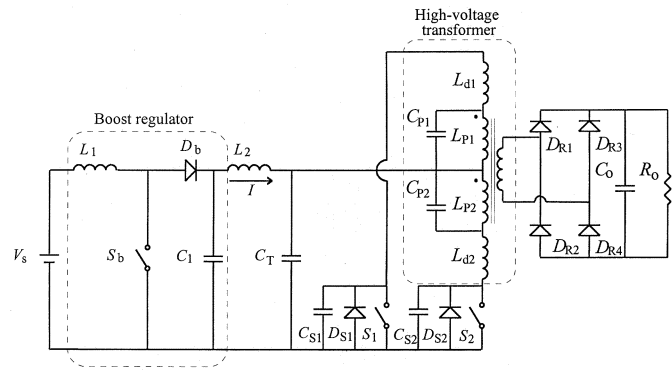 High-voltage
transformer
Boost regulator
Ld1
CP1
LP1
CP2
LP2
Ld2
L1
Db
L2
I
Vs
Sb
C1
CT
CS1
DS1
S1
CS2
DS2
S2
DR1
DR3
Co
Ro
DR2
DR4